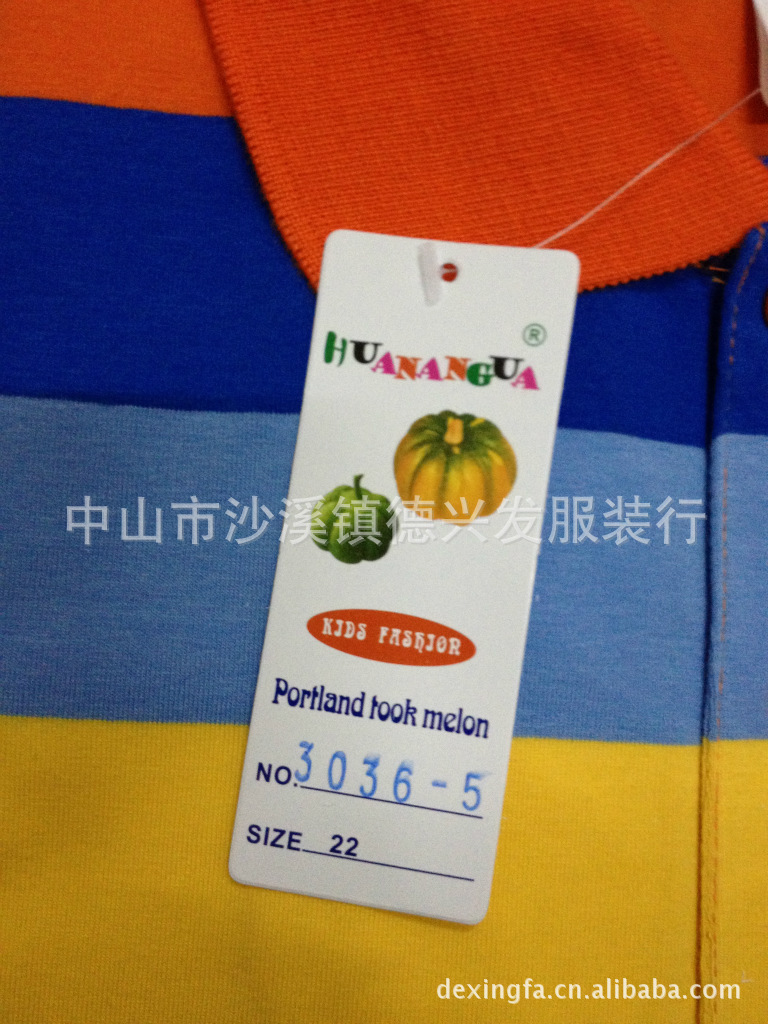 ®
HUANANGUA
中山市沙溪镇德兴发服装行
KIDS FASHION
Portland took melon
NO. 3036-5
SIZE 22
dexingfa.cn.alibaba.com